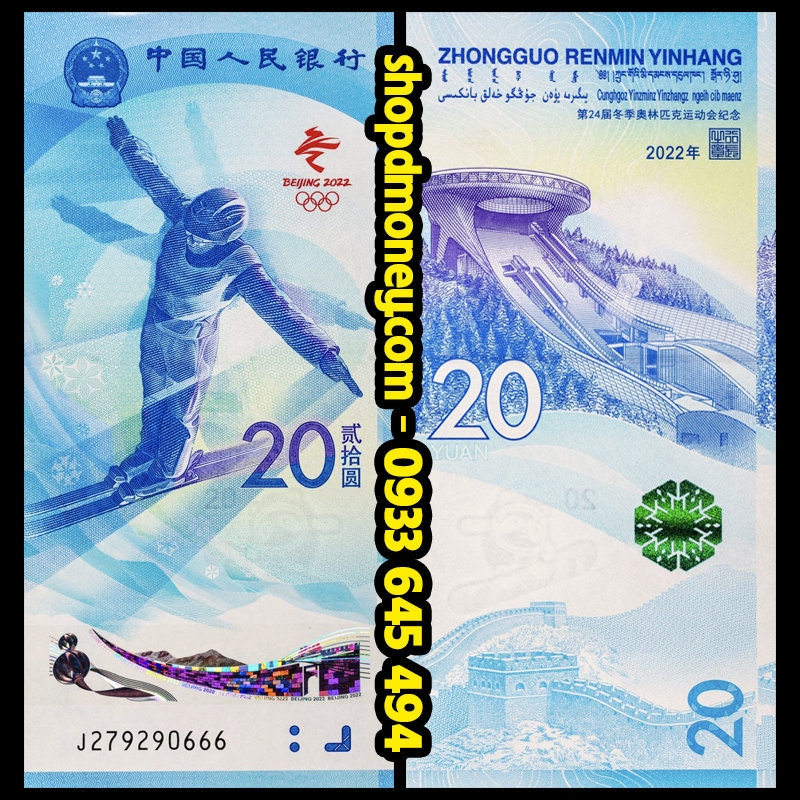 中国人民银行
BEIJING 2022
20
贰拾圆
20
J279290666
shopdmoney.com - 0933 645 494
ZHONGGUO RENMIN YINHANG
Cunghgoz Yinzminz Yinzhangz ngeih cib maenz
第24届冬季奥林匹克运动会纪念
2022年
20
YUAN
20
20